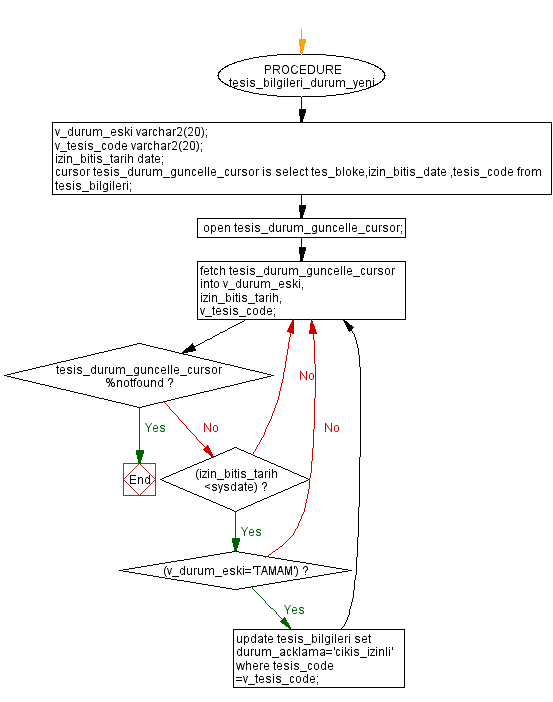 PROCEDURE
tesis_bilgileri_durum_yeni
v_durum_eski varchar2(20);
v_tesis_code varchar2(20);
izin_bitis_tarih date;
cursor tesis_durum_guncelle_cursor is select tes_bloke,izin_bitis_date ,tesis_code from
tesis_bilgileri;
open tesis_durum_guncelle_cursor;
fetch tesis_durum_guncelle_cursor
into v_durum_eski,
izin_bitis_tarih,
v_tesis_code;
tesis_durum_guncelle_cursor
%notfound ?
No
Yes
No
No
End
(izin_bitis_tarih
<sysdate) ?
Yes
(v_durum_eski='TAMAM') ?
Yes
update tesis_bilgileri set
durum_acklama='cikis_izinli'
where tesis_code
=v_tesis_code;